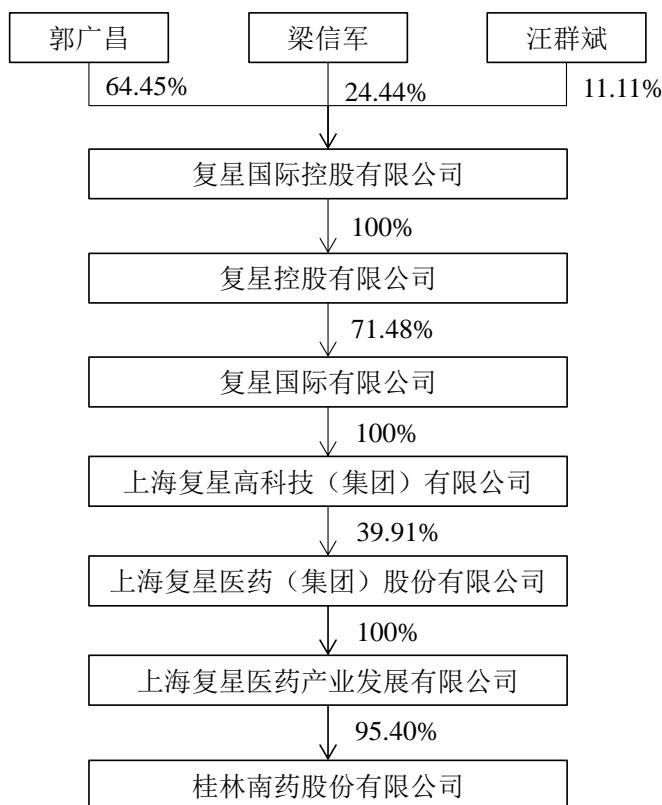 郭广昌 梁信军 汪群斌
64.45% 24.44% 11.11%
复星国际控股有限公司
100%
复星控股有限公司
71.48%
复星国际有限公司
100%
上海复星高科技（集团）有限公司
39.91%
上海复星医药（集团）股份有限公司
100%
上海复星医药产业发展有限公司
95.40%
桂林南药股份有限公司